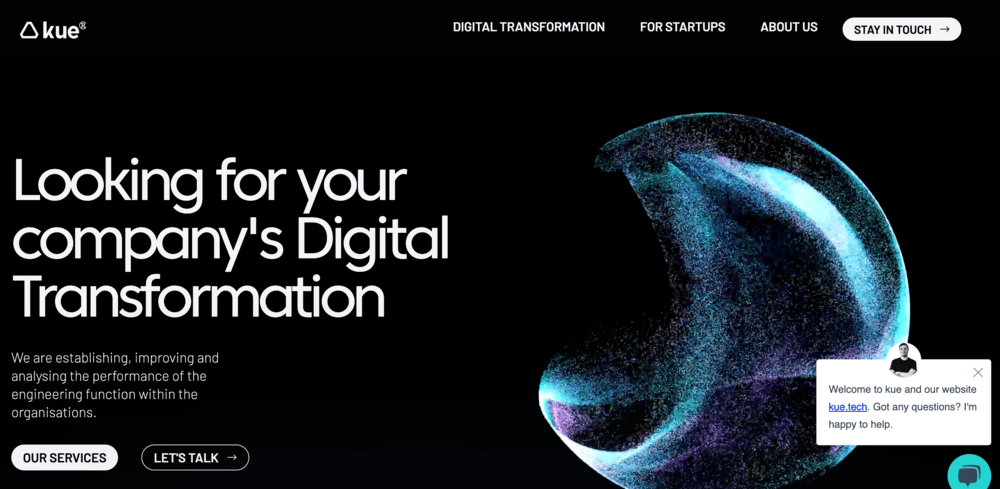 kue®
DIGITAL TRANSFORMATION
FOR STARTUPS
ABOUT US
STAY IN TOUCH →
Looking for your
company's Digital
Transformation
We are establishing, improving and
analysing the performance of the
engineering function within the
organisations.
OUR SERVICES
LET'S TALK →
Welcome to kue and our website
kue.tech. Got any questions? I'm
happy to help.